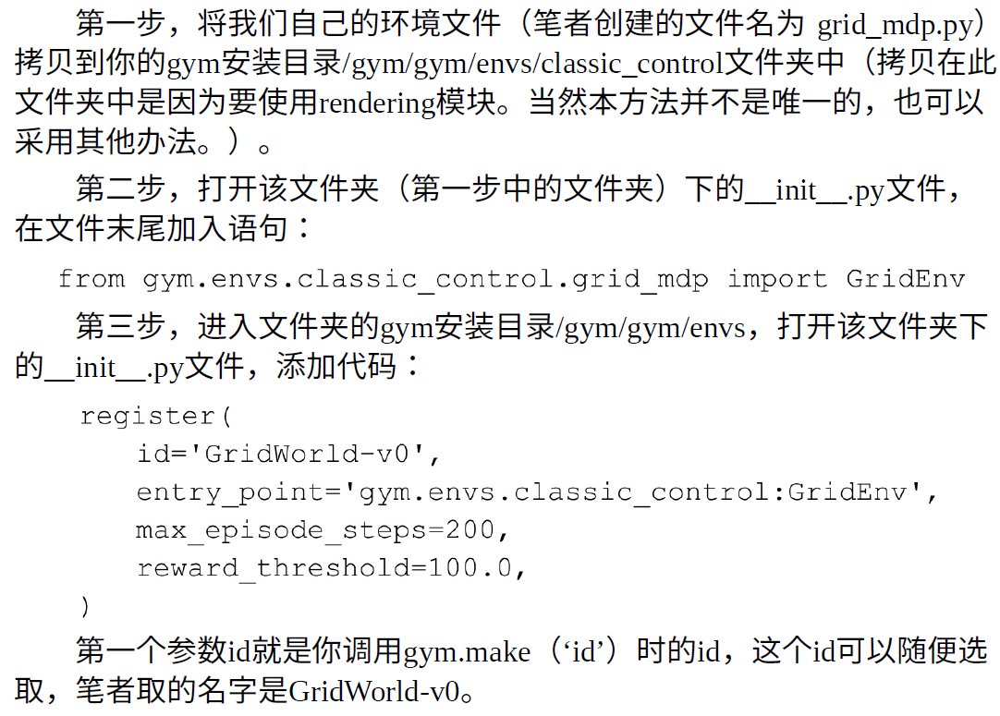 第一步，将我们自己的环境文件（笔者创建的文件名为 grid_mdp.py）
拷贝到你的gym安装目录/gym/gym/envs/classic_control文件夹中（拷贝在此
文件夹中是因为要使用rendering模块。当然本方法并不是唯一的，也可以
采用其他办法。）。
第二步，打开该文件夹（第一步中的文件夹）下的__init__.py文件，
在文件末尾加入语句：
from gym.envs.classic_control.grid_mdp import GridEnv
第三步，进入文件夹的gym安装目录/gym/gym/envs，打开该文件夹下
的__init__.py文件，添加代码：
register(
id='GridWorld-v0',
entry_point='gym.envs.classic_control:GridEnv',
max_episode_steps=200,
reward_threshold=100.0,
)
第一个参数id就是你调用gym.make（‘id’）时的id，这个id可以随便选
取，笔者取的名字是GridWorld-v0。